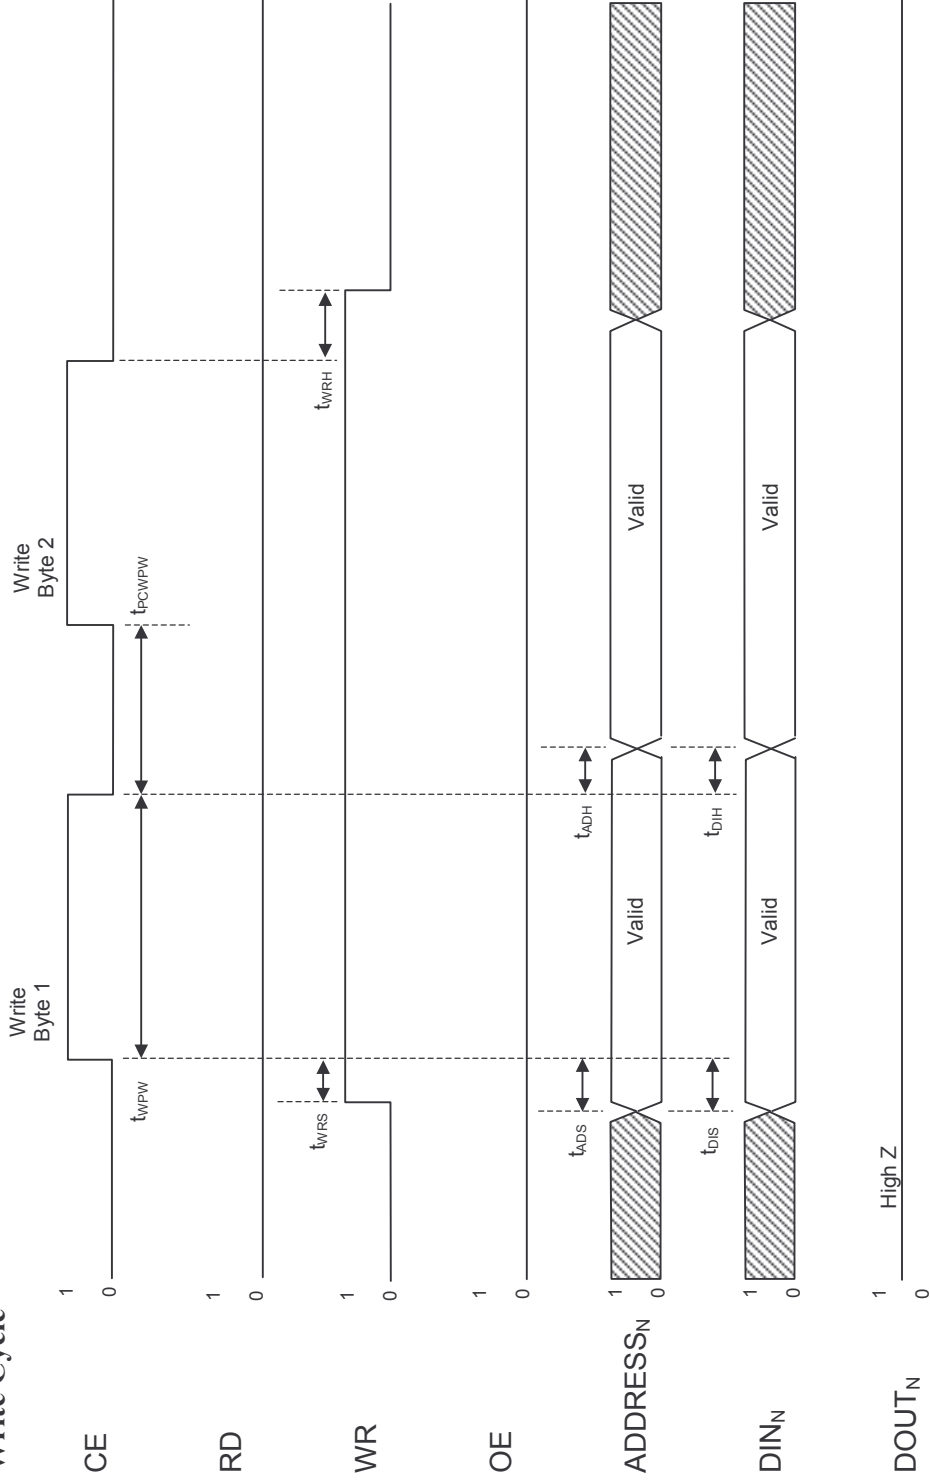 Write Cycle
Write
Byte 1
Write
Byte 2
CE
1
0
tWPW
tPCWPW
RD
1
0
tWRS
tWRH
WR
1
0
OE
1
0
tADS
tADH
ADDRESSN
1
0
Valid
Valid
tDIS
tDIH
DINN
1
0
Valid
Valid
High Z
DOUTN
1
0